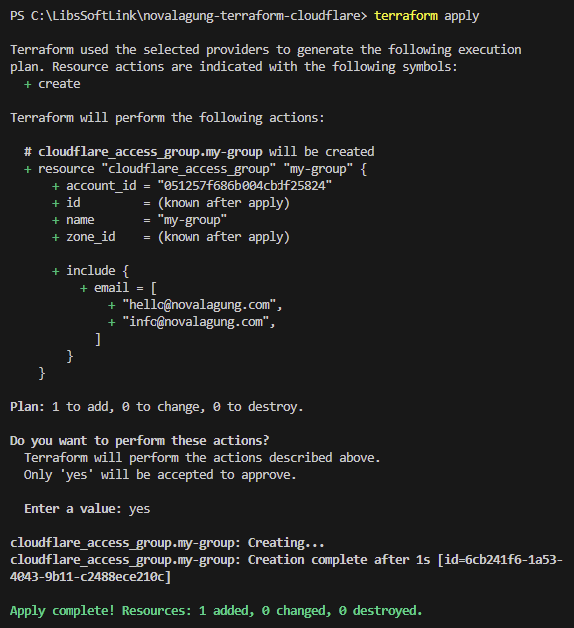 PS C:\LibsSoftLink\novalagung-terraform-cloudflare> terraform apply
Terraform used the selected providers to generate the following execution
plan. Resource actions are indicated with the following symbols:
+ create
Terraform will perform the following actions:
# cloudflare_access_group.my-group will be created
+ resource "cloudflare_access_group" "my-group" {
+ account_id = "051257f686b004cbdf25824"
+ id = (known after apply)
+ name = "my-group"
+ zone_id = (known after apply)
+ include {
+ email = [
+ "hello@novalagung.com",
+ "info@novalagung.com",
]
}
}
Plan: 1 to add, 0 to change, 0 to destroy.
Do you want to perform these actions?
Terraform will perform the actions described above.
Only 'yes' will be accepted to approve.
Enter a value: yes
cloudflare_access_group.my-group: Creating...
cloudflare_access_group.my-group: Creation complete after 1s [id=6cb241f6-1a53-
4043-9b11-c2488ece210c]
Apply complete! Resources: 1 added, 0 changed, 0 destroyed.